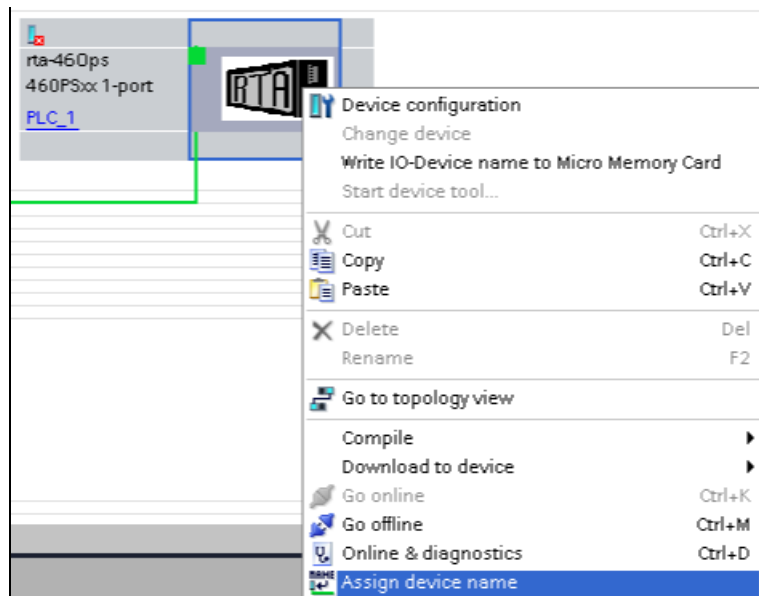 rta-460ps
460PSxx 1-port
PLC_1
RTA
Device configuration
Change device
Write IO-Device name to Micro Memory Card
Start device tool...
Cut Ctrl+X
Copy Ctrl+C
Paste Ctrl+V
Delete Del
Rename F2
Go to topology view
Compile
Download to device
Go online Ctrl+K
Go offline Ctrl+M
Online & diagnostics Ctrl+D
NAME
Assign device name